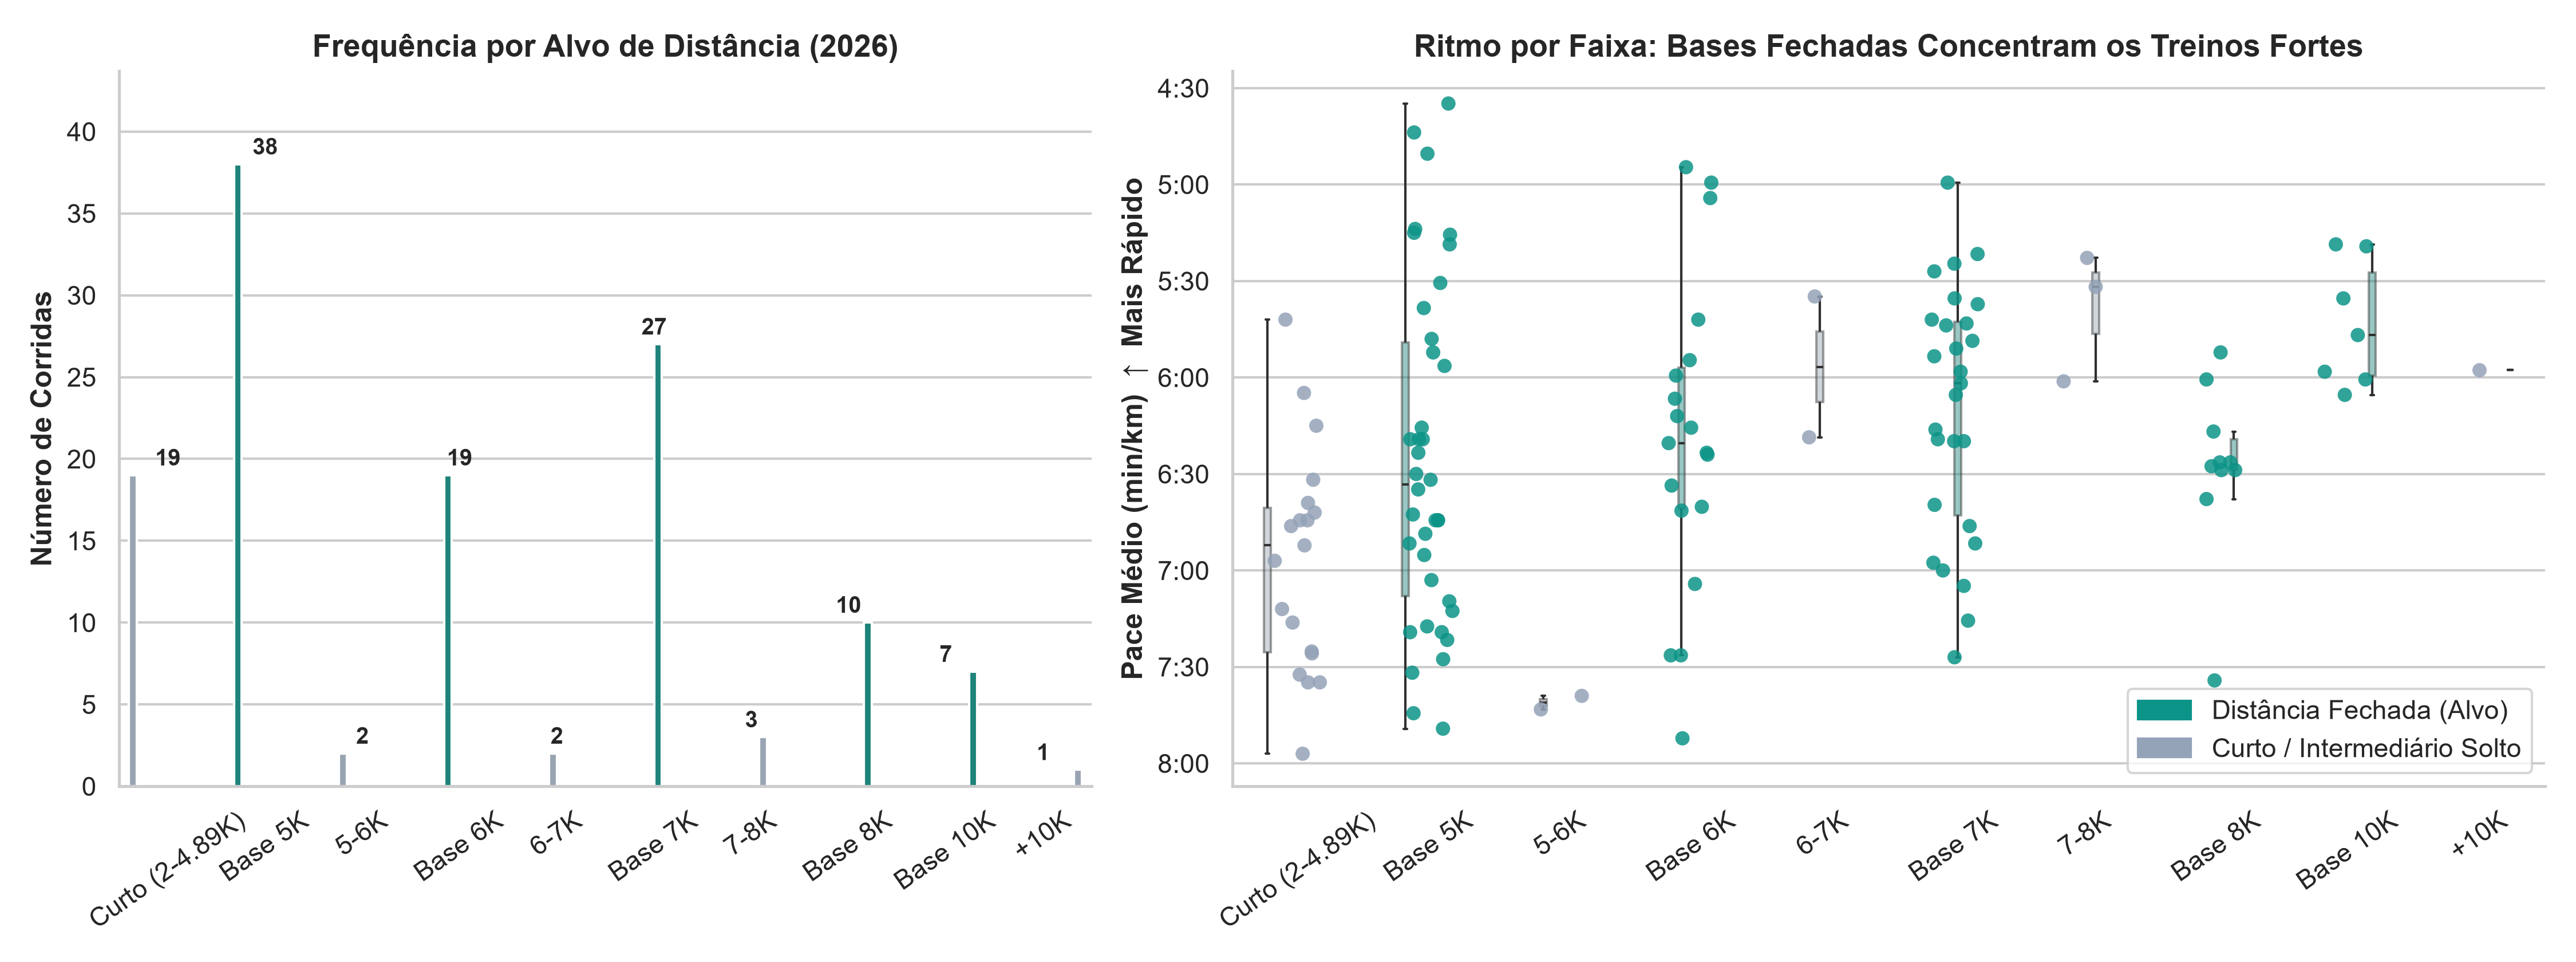 Frequência por Alvo de Distância (2026)
Número de Corridas
40
35
30
25
20
15
10
5
0
19
38
2
19
2
27
3
10
7
1
Curto (2-4.89K)
Base 5K
5-6K
Base 6K
6-7K
Base 7K
7-8K
Base 8K
Base 10K
+10K
Ritmo por Faixa: Bases Fechadas Concentram os Treinos Fortes
Pace Médio (min/km) ↑ Mais Rápido
4:30
5:00
5:30
6:00
6:30
7:00
7:30
8:00
Distância Fechada (Alvo)
Curto / Intermediário Solto
Curto (2-4.89K)
Base 5K
5-6K
Base 6K
6-7K
Base 7K
7-8K
Base 8K
Base 10K
+10K